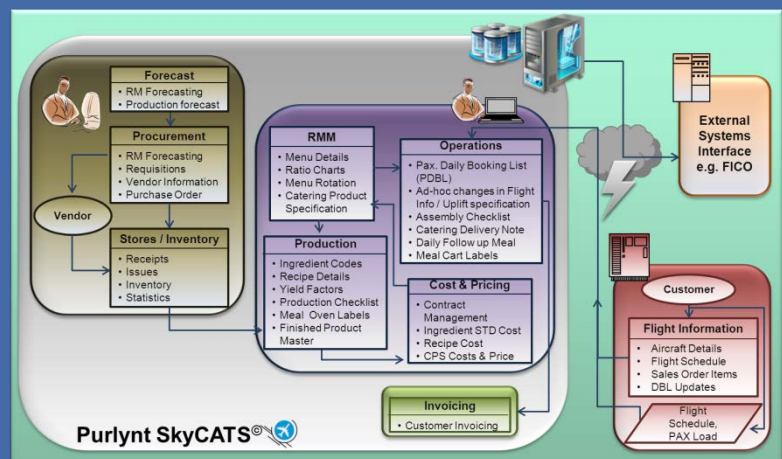 Forecast
• RM Forecasting
• Production forecast
Procurement
• RM Forecasting
• Requisitions
• Vendor Information
• Purchase Order
Vendor
Stores / Inventory
• Receipts
• Issues
• Inventory
• Statistics
RMM
• Menu Details
• Ratio Charts
• Menu Rotation
• Catering Product
Specification
Production
• Ingredient Codes
• Recipe Details
• Yield Factors
• Production Checklist
• Meal Oven Labels
• Finished Product
Master
Operations
• Pax. Daily Booking List
(PDBL)
• Ad-hoc changes in Flight
Info / Uplift specification
• Assembly Checklist
• Catering Delivery Note
• Daily Follow up Meal
• Meal Cart Labels
Cost & Pricing
• Contract
Management
• Ingredient STD Cost
• Recipe Cost
• CPS Costs & Price
Invoicing
• Customer Invoicing
External
Systems
Interface
e.g. FICO
Customer
Flight Information
• Aircraft Details
• Flight Schedule
• Sales Order Items
• DBL Updates
Flight
Schedule,
PAX Load
Purlynt SkyCATS©